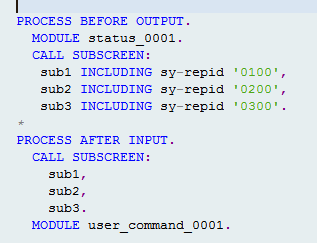 PROCESS BEFORE OUTPUT.
MODULE status_0001.
CALL SUBSCREEN:
sub1 INCLUDING sy-repid '0100',
sub2 INCLUDING sy-repid '0200',
sub3 INCLUDING sy-repid '0300'.
*
PROCESS AFTER INPUT.
CALL SUBSCREEN:
sub1,
sub2,
sub3.
MODULE user_command_0001.